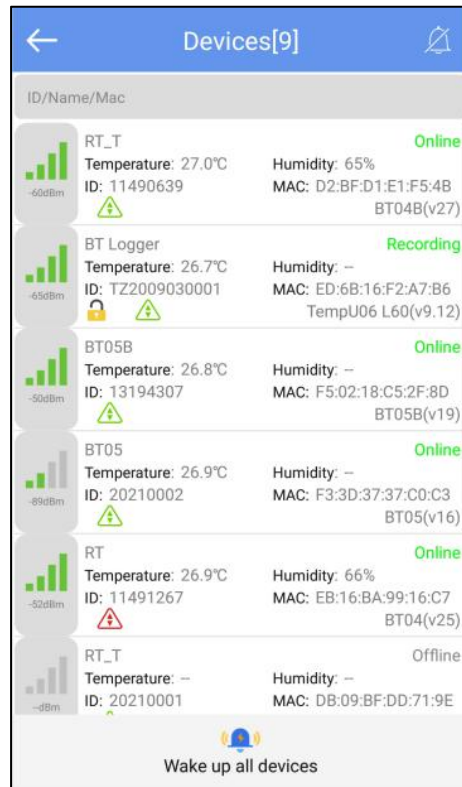 Devices[9]
ID/Name/Mac
RT_T Online
Temperature: 27.0℃ Humidity: 65%
-60dBm ID: 11490639 MAC: D2:BF:D1:E1:F5:4B
BT04B(v27)
BT Logger Recording
Temperature: 26.7℃ Humidity: --
-65dBm ID: TZ2009030001 MAC: ED:6B:16:F2:A7:B6
TempU06 L60(v9.12)
BT05B Online
Temperature: 26.8℃ Humidity: --
-50dBm ID: 13194307 MAC: F5:02:18:C5:2F:8D
BT05B(v19)
BT05 Online
Temperature: 26.9℃ Humidity: --
-89dBm ID: 20210002 MAC: F3:3D:37:37:C0:C3
BT05(v16)
RT Online
Temperature: 26.9℃ Humidity: 66%
-52dBm ID: 11491267 MAC: EB:16:BA:99:16:C7
BT04(v25)
RT_T Offline
Temperature: -- Humidity: --
--dBm ID: 20210001 MAC: DB:09:BF:DD:71:9E
Wake up all devices